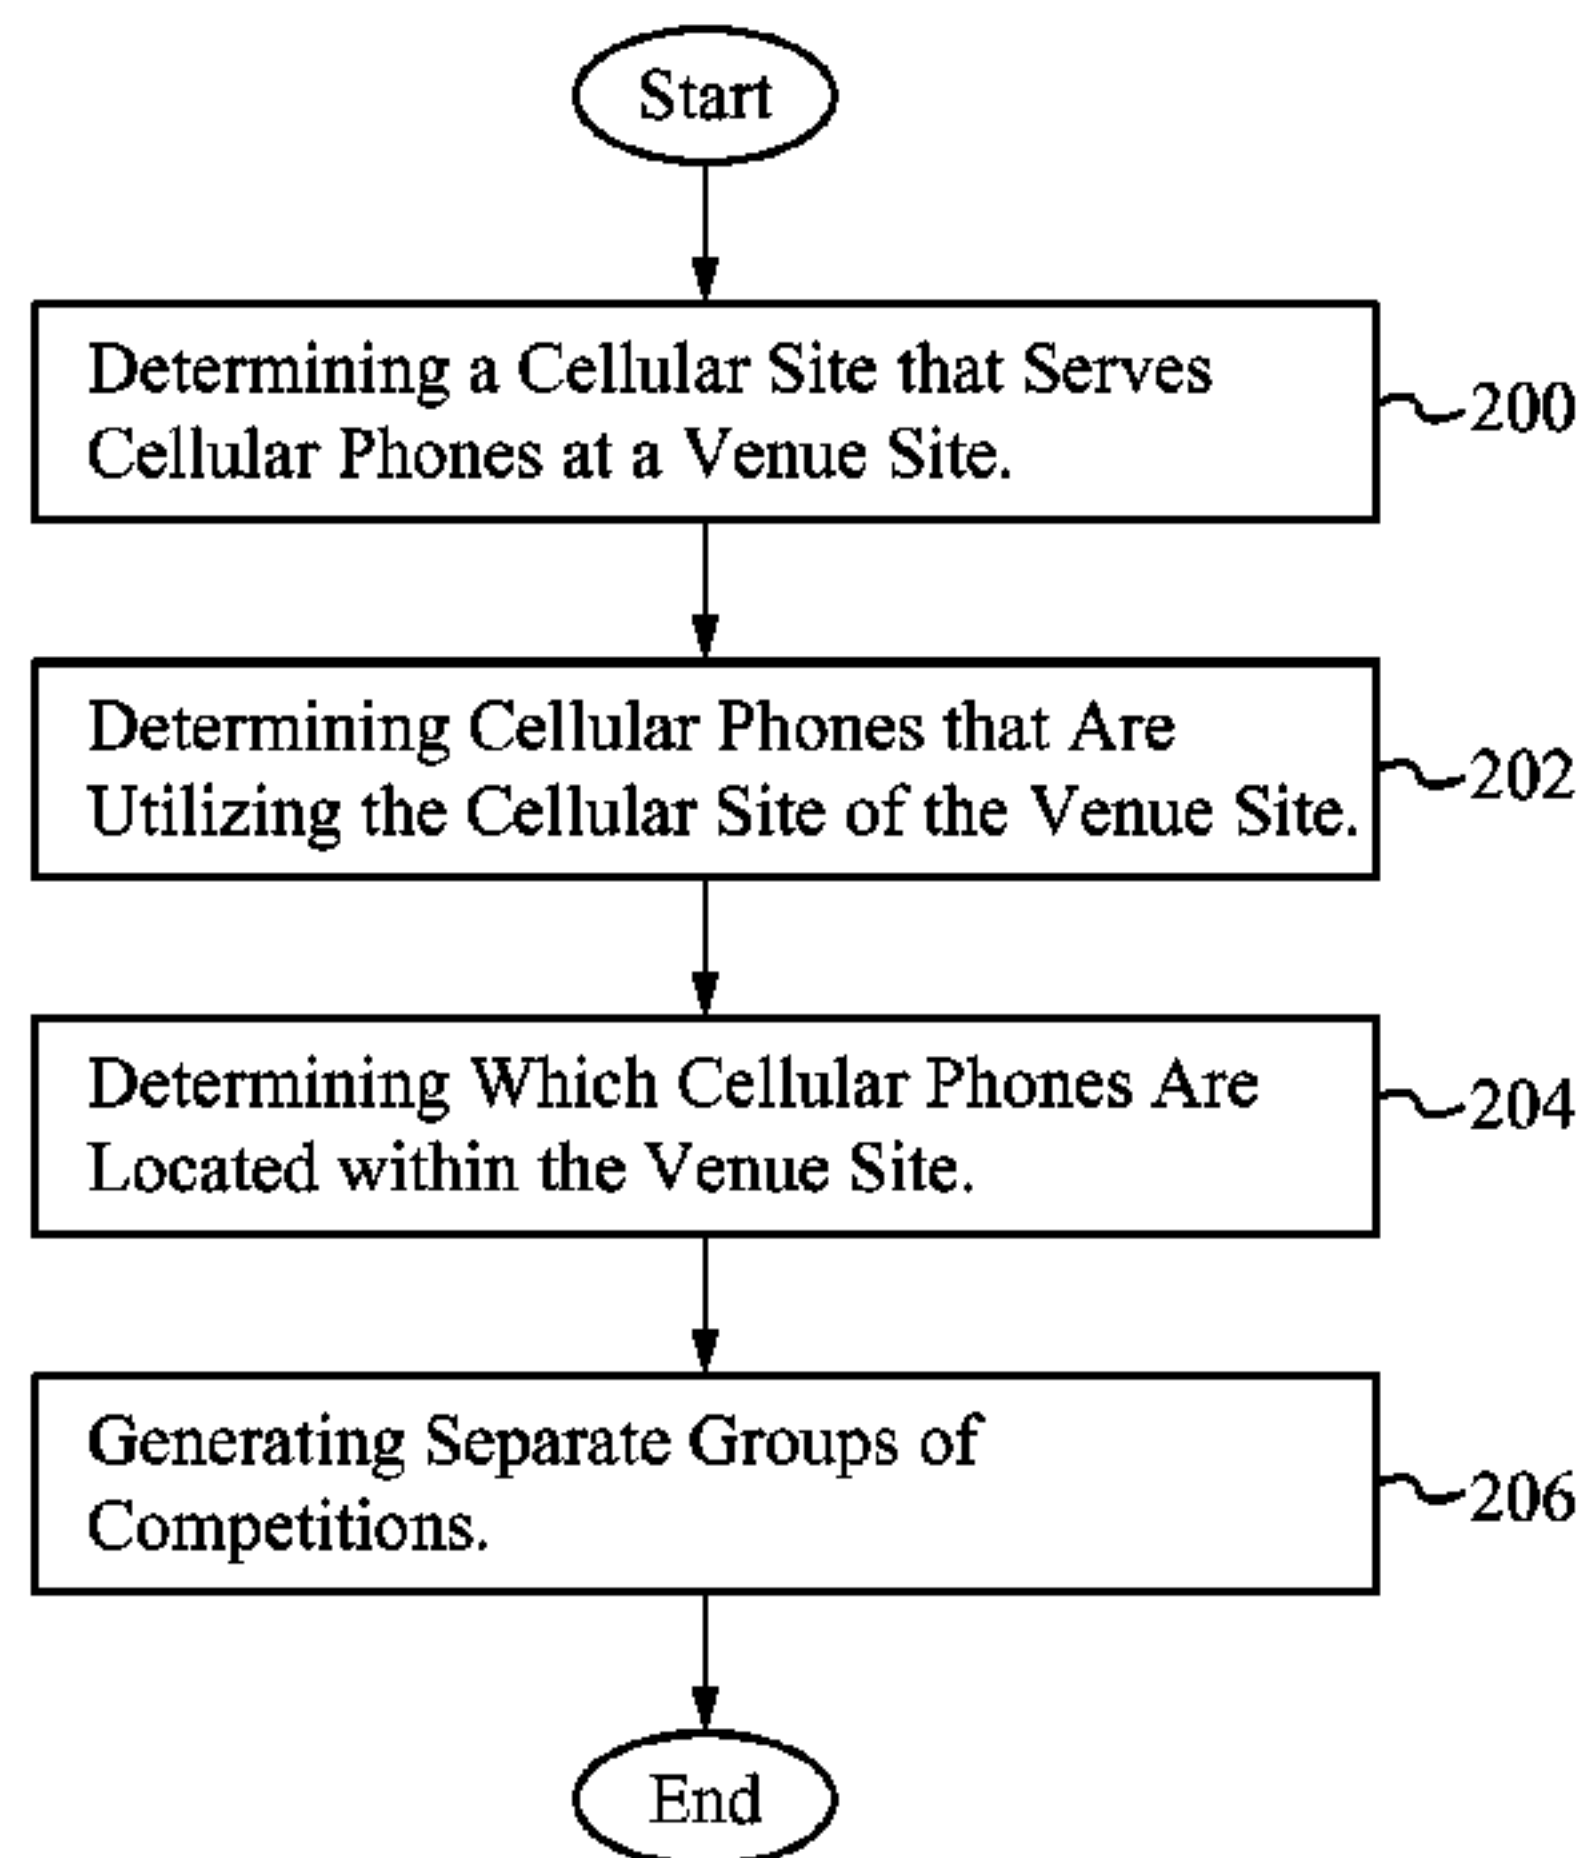 Start
Determining a Cellular Site that Serves
Cellular Phones at a Venue Site.
200
Determining Cellular Phones that Are
Utilizing the Cellular Site of the Venue Site.
202
Determining Which Cellular Phones Are
Located within the Venue Site.
204
Generating Separate Groups of
Competitions.
206
End